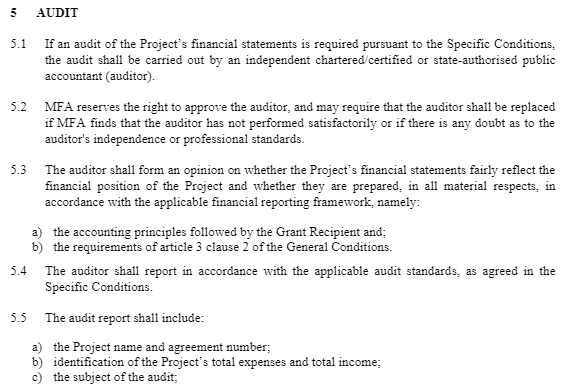 5 AUDIT
5.1 If an audit of the Project's financial statements is required pursuant to the Specific Conditions,
the audit shall be carried out by an independent chartered/certified or state-authorised public
accountant (auditor).
5.2 MFA reserves the right to approve the auditor, and may require that the auditor shall be replaced
if MFA finds that the auditor has not performed satisfactorily or if there is any doubt as to the
auditor's independence or professional standards.
5.3 The auditor shall form an opinion on whether the Project's financial statements fairly reflect the
financial position of the Project and whether they are prepared, in all material respects, in
accordance with the applicable financial reporting framework, namely:
a) the accounting principles followed by the Grant Recipient and;
b) the requirements of article 3 clause 2 of the General Conditions.
5.4 The auditor shall report in accordance with the applicable audit standards, as agreed in the
Specific Conditions.
5.5 The audit report shall include:
a) the Project name and agreement number;
b) identification of the Project's total expenses and total income;
c) the subject of the audit;